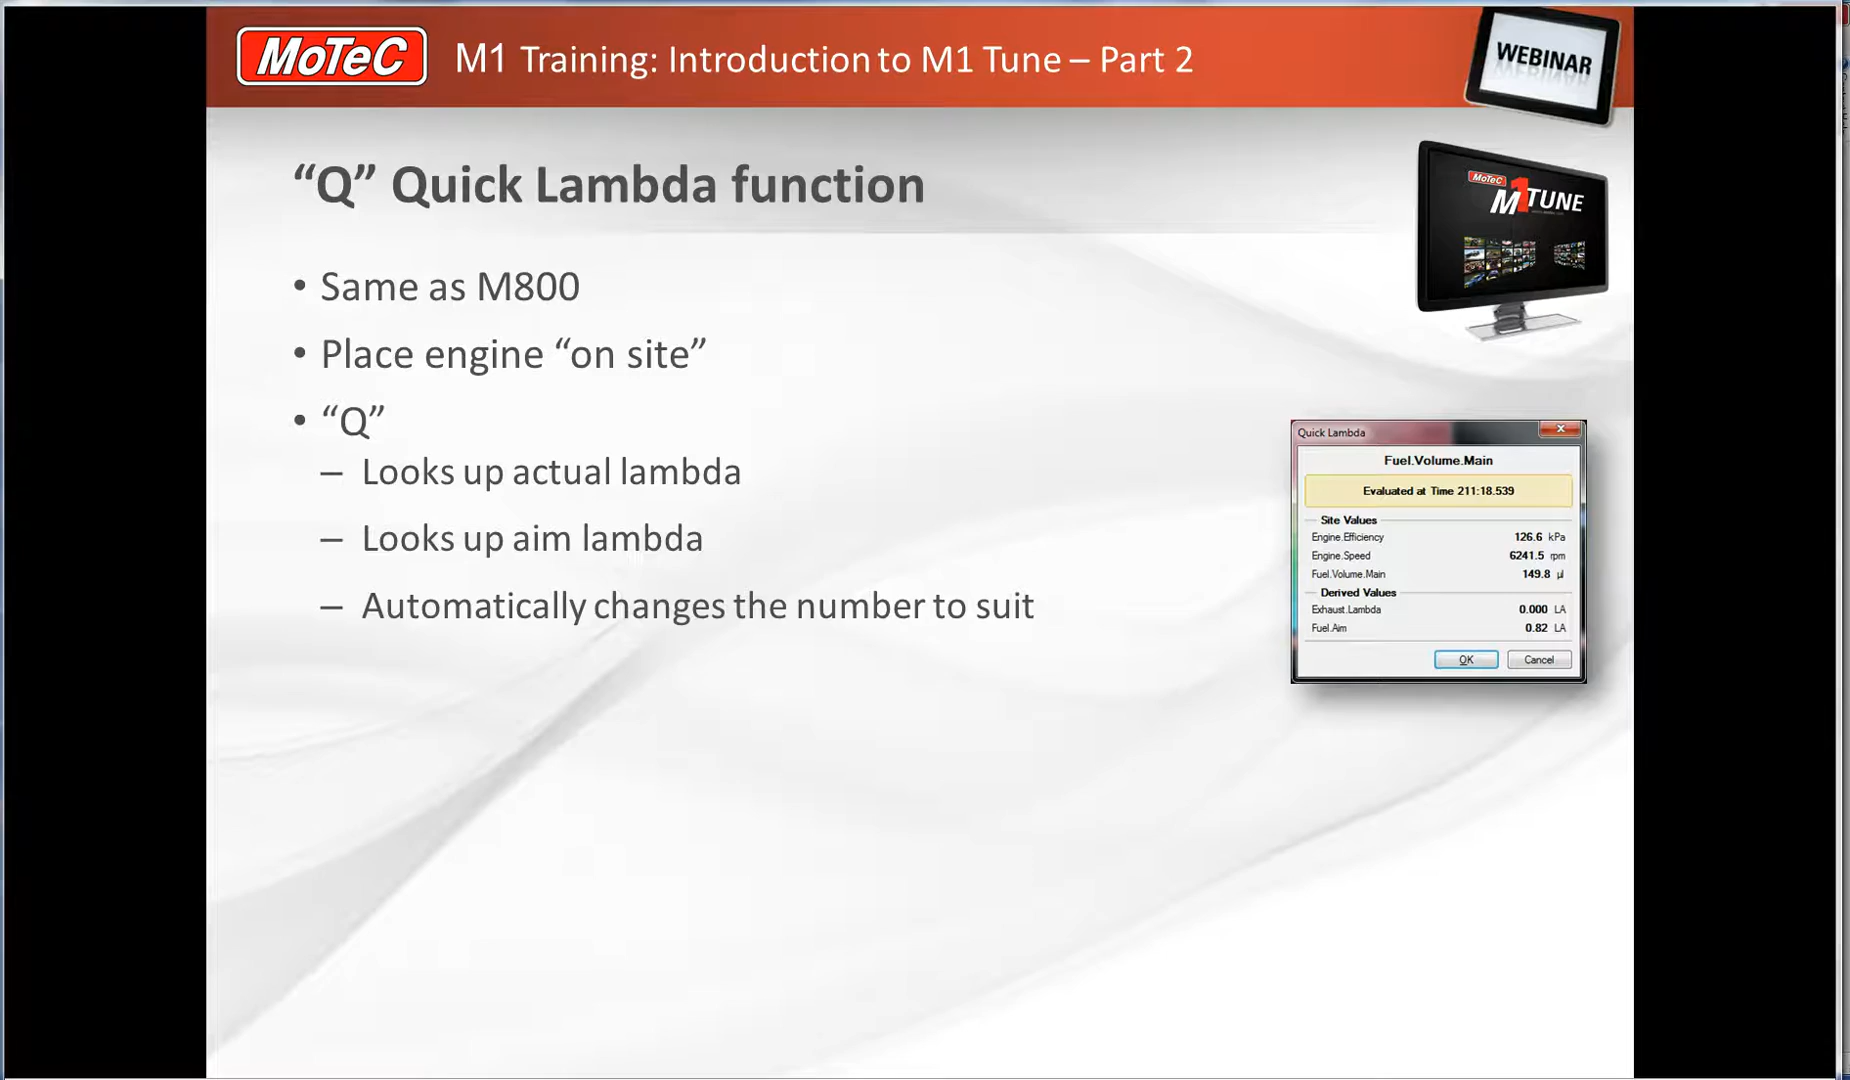 MoTeC M1 Training: Introduction to M1 Tune – Part 2
WEBINAR
“Q” Quick Lambda function
MoTeC
M1 TUNE
• Same as M800
• Place engine “on site”
• “Q”
– Looks up actual lambda
– Looks up aim lambda
– Automatically changes the number to suit
Quick Lambda
Fuel.Volume.Main
Evaluated at Time 211:18.539
Site Values
Engine.Efficiency 126.6 kPa
Engine.Speed 6241.5 rpm
Fuel.Volume.Main 149.8 µl
Derived Values
Exhaust.Lambda 0.000 LA
Fuel.Aim 0.82 LA
OK Cancel